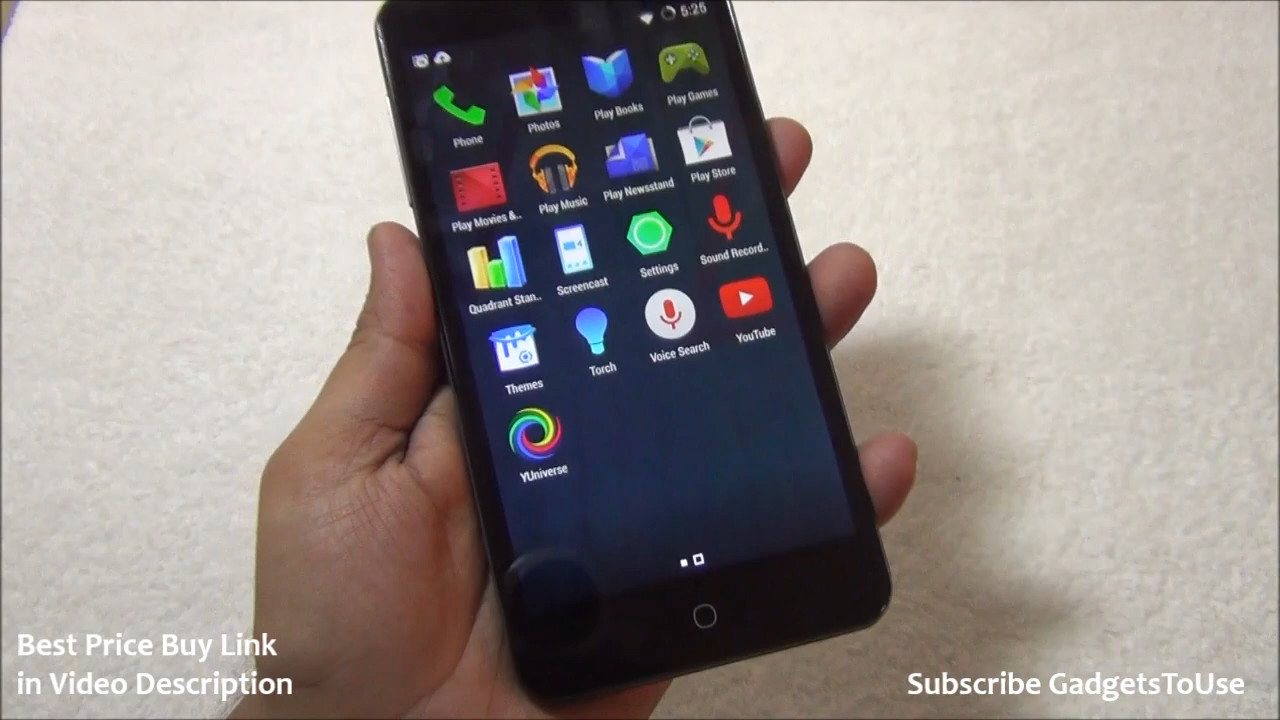 5:25
Phone
Photos
Play Books
Play Games
Play Movies &..
Play Music
Play Newsstand
Play Store
Quadrant Stan..
Screencast
Settings
Sound Record..
Themes
Torch
Voice Search
YouTube
YUniverse
Best Price Buy Link
in Video Description
Subscribe GadgetsToUse